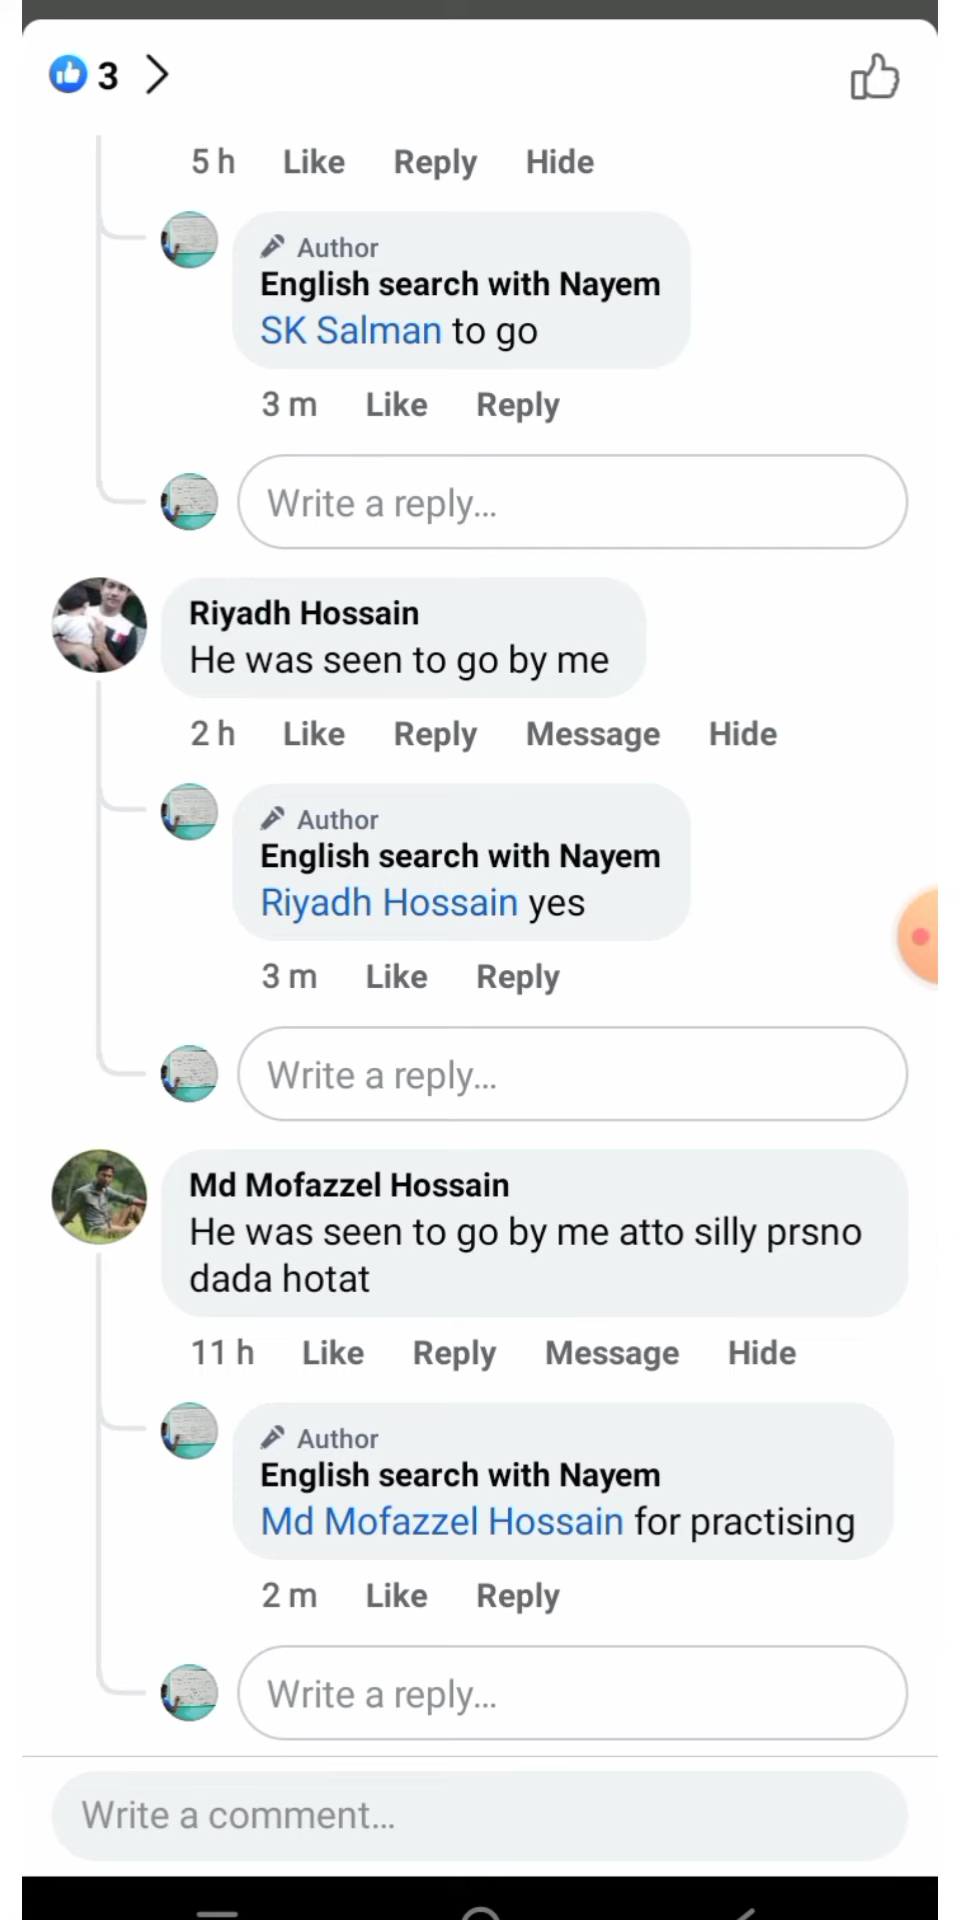 3
5 h Like Reply Hide
Author
English search with Nayem
SK Salman to go
3 m Like Reply
Write a reply...
Riyadh Hossain
He was seen to go by me
2 h Like Reply Message Hide
Author
English search with Nayem
Riyadh Hossain yes
3 m Like Reply
Write a reply...
Md Mofazzel Hossain
He was seen to go by me atto silly prsno
dada hotat
11 h Like Reply Message Hide
Author
English search with Nayem
Md Mofazzel Hossain for practising
2 m Like Reply
Write a reply...
Write a comment...